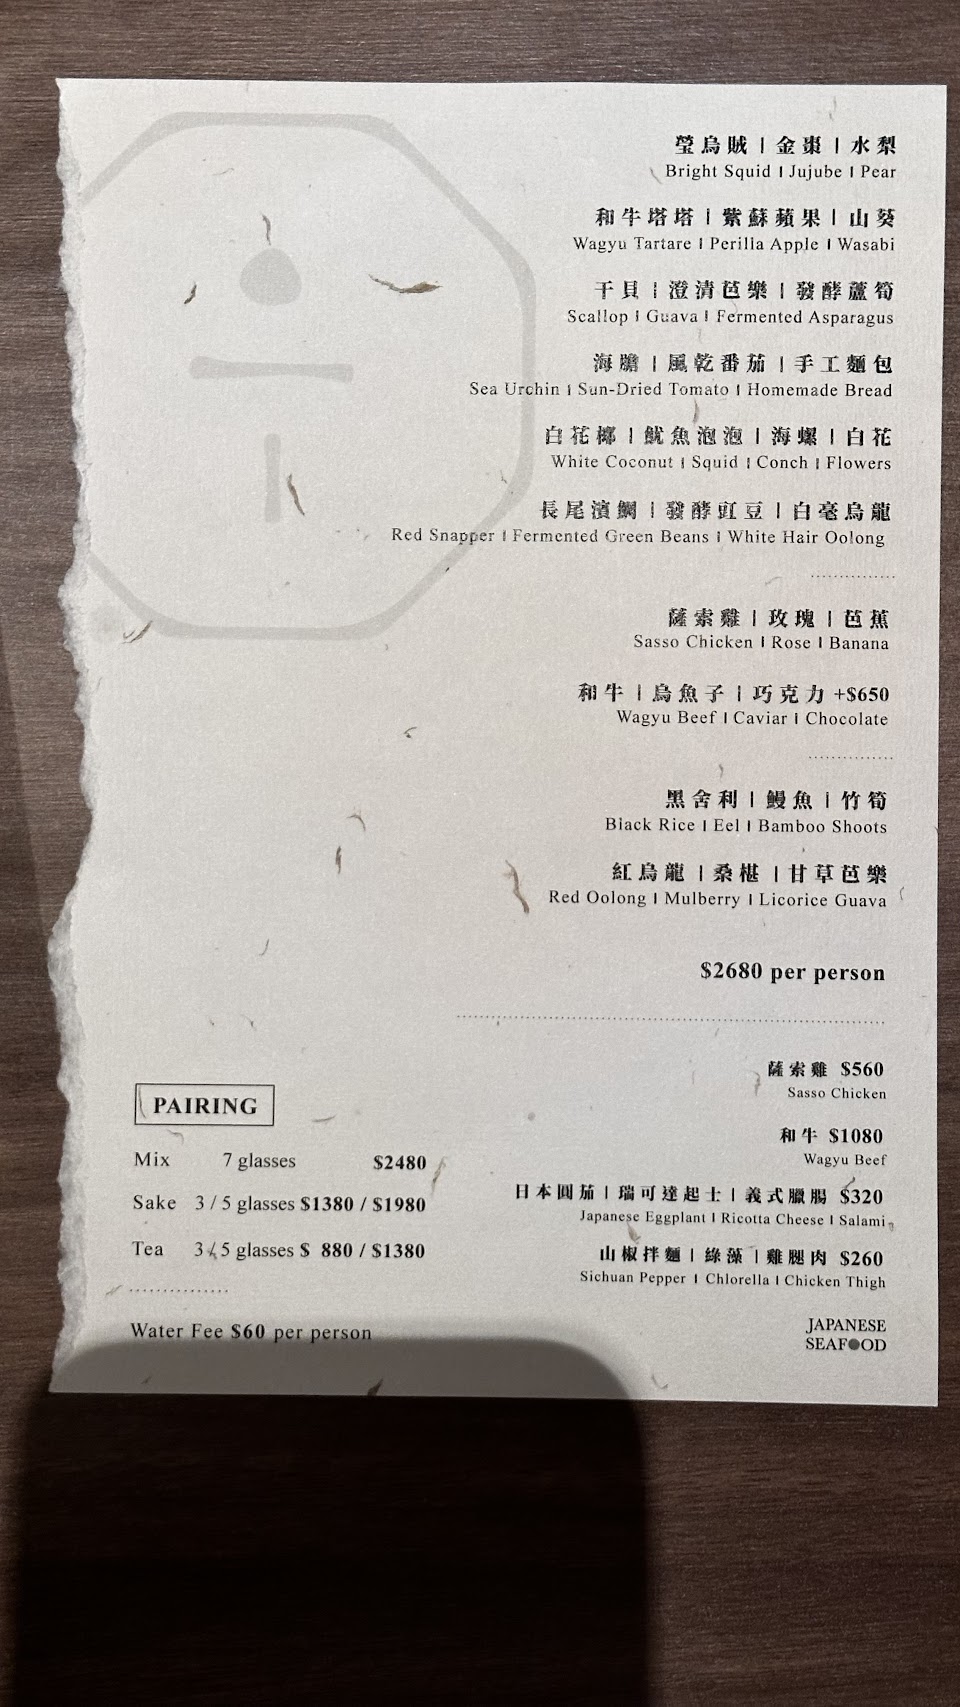 瑩烏賊 | 金棗 | 水梨
Bright Squid | Jujube | Pear
和牛塔塔 | 紫蘇蘋果 | 山葵
Wagyu Tartare | Perilla Apple | Wasabi
干貝 | 澄清芭樂 | 發酵蘆筍
Scallop | Guava | Fermented Asparagus
海膽 | 風乾番茄 | 手工麵包
Sea Urchin | Sun-Dried Tomato | Homemade Bread
白花椰 | 魷魚泡泡 | 海螺 | 白花
White Coconut | Squid | Conch | Flowers
長尾濱鯛 | 發酵豇豆 | 白毫烏龍
Red Snapper | Fermented Green Beans | White Hair Oolong
薩索雞 | 玫瑰 | 芭蕉
Sasso Chicken | Rose | Banana
和牛 | 烏魚子 | 巧克力 +$650
Wagyu Beef | Caviar | Chocolate
黑舍利 | 鰻魚 | 竹筍
Black Rice | Eel | Bamboo Shoots
紅烏龍 | 桑椹 | 甘草芭樂
Red Oolong | Mulberry | Licorice Guava
$2680 per person
薩索雞 $560
Sasso Chicken
和牛 $1080
Wagyu Beef
日本圓茄 | 瑞可達起士 | 義式臘腸 $320
Japanese Eggplant | Ricotta Cheese | Salami
山椒拌麵 | 綠藻 | 雞腿肉 $260
Sichuan Pepper | Chlorella | Chicken Thigh
PAIRING
Mix 7 glasses $2480
Sake 3 / 5 glasses $1380 / $1980
Tea 3 / 5 glasses $ 880 / $1380
Water Fee $60 per person
JAPANESE
SEAFOOD